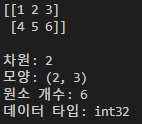 [[1 2 3]
 [4 5 6]]
차원: 2
모양: (2, 3)
원소 개수: 6
데이터 타입: int32